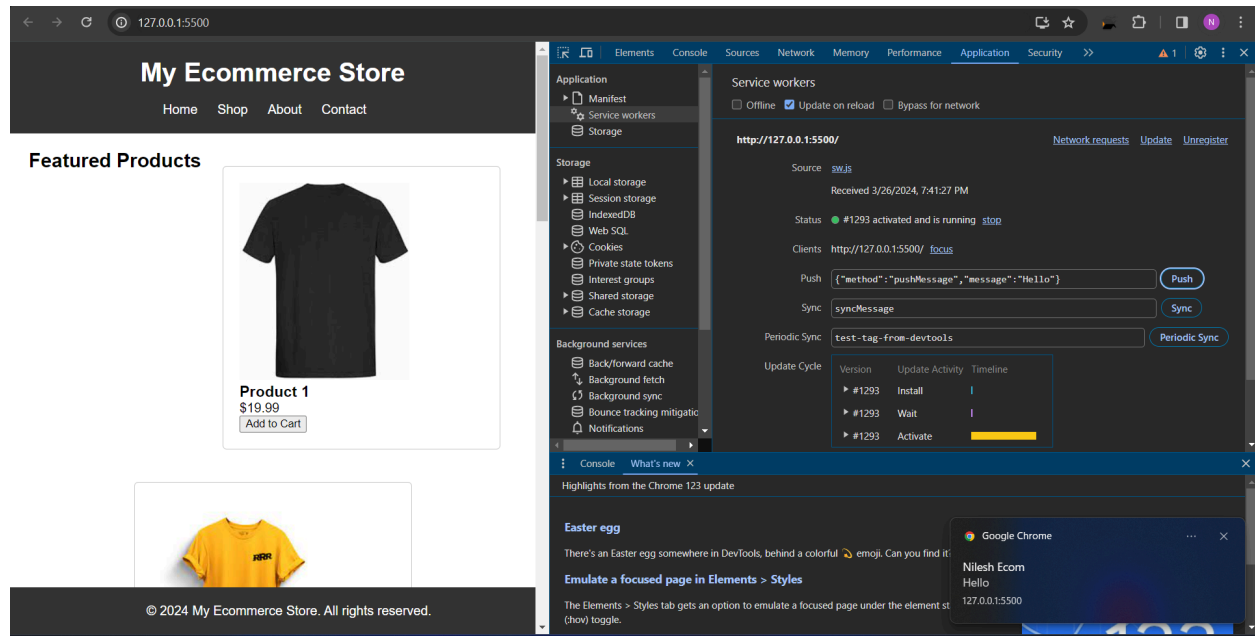 127.0.0.1:5500
N
My Ecommerce Store
Home Shop About Contact
Featured Products
Product 1
$19.99
Add to Cart
RRR
© 2024 My Ecommerce Store. All rights reserved.
Elements Console Sources Network Memory Performance Application Security 1
Application
Manifest
Service workers
Storage
Storage
Local storage
Session storage
IndexedDB
Web SQL
Cookies
Private state tokens
Interest groups
Shared storage
Cache storage
Background services
Back/forward cache
Background fetch
Background sync
Bounce tracking mitigatio
Notifications
Service workers
Offline Update on reload Bypass for network
http://127.0.0.1:5500/ Network requests Update Unregister
Source sw.js
Received 3/26/2024, 7:41:27 PM
Status #1293 activated and is running stop
Clients http://127.0.0.1:5500/ focus
Push {"method":"pushMessage","message":"Hello"} Push
Sync syncMessage Sync
Periodic Sync test-tag-from-devtools Periodic Sync
Update Cycle Version Update Activity Timeline
#1293 Install
#1293 Wait
#1293 Activate
Console What's new
Highlights from the Chrome 123 update
Easter egg
There's an Easter egg somewhere in DevTools, behind a colorful 💫 emoji. Can you find it
Emulate a focused page in Elements > Styles
The Elements > Styles tab gets an option to emulate a focused page under the element st
(:hov) toggle.
Google Chrome
Nilesh Ecom
Hello
127.0.0.1:5500